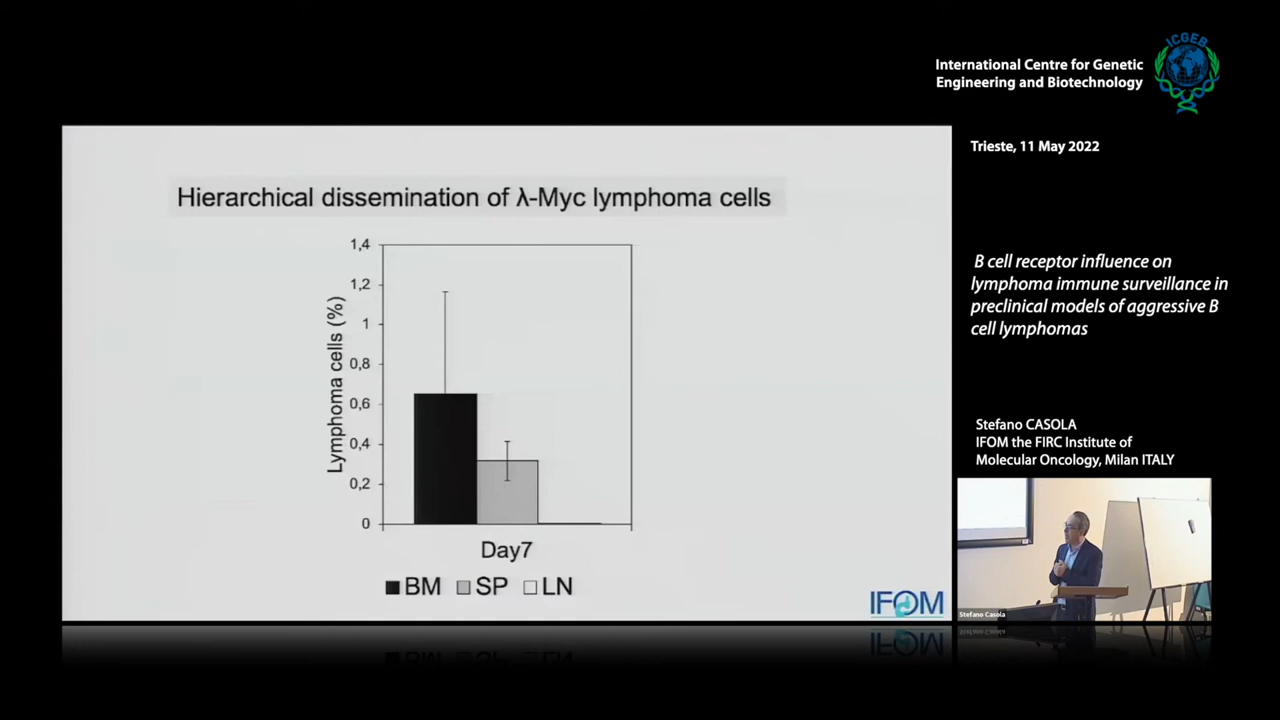 ICGEB
International Centre for Genetic
Engineering and Biotechnology
Trieste, 11 May 2022
Hierarchical dissemination of λ-Myc lymphoma cells
1,4
1,2
1
0,8
0,6
0,4
0,2
0
Lymphoma cells (%)
Day7
BM SP LN
IFOM
B cell receptor influence on
lymphoma immune surveillance in
preclinical models of aggressive B
cell lymphomas
Stefano CASOLA
IFOM the FIRC Institute of
Molecular Oncology, Milan ITALY
Stefano Casola